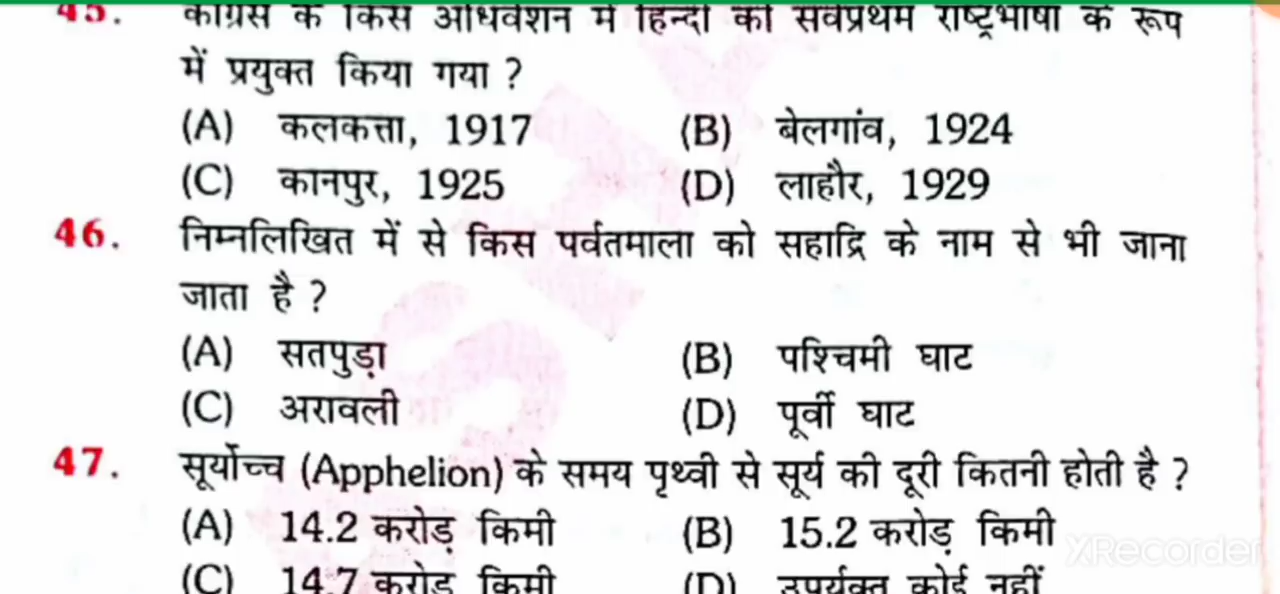 45. कांग्रेस के किस अधिवेशन में हिन्दी को सर्वप्रथम राष्ट्रभाषा के रूप
में प्रयुक्त किया गया ?
(A) कलकत्ता, 1917 (B) बेलगांव, 1924
(C) कानपुर, 1925 (D) लाहौर, 1929
46. निम्नलिखित में से किस पर्वतमाला को सहाद्रि के नाम से भी जाना
जाता है ?
(A) सतपुड़ा (B) पश्चिमी घाट
(C) अरावली (D) पूर्वी घाट
47. सूर्योच्च (Apphelion) के समय पृथ्वी से सूर्य की दूरी कितनी होती है ?
(A) 14.2 करोड़ किमी (B) 15.2 करोड़ किमी
XRecorder
(C) 14.7 करोड़ किमी (D) उपर्युक्त कोई नहीं